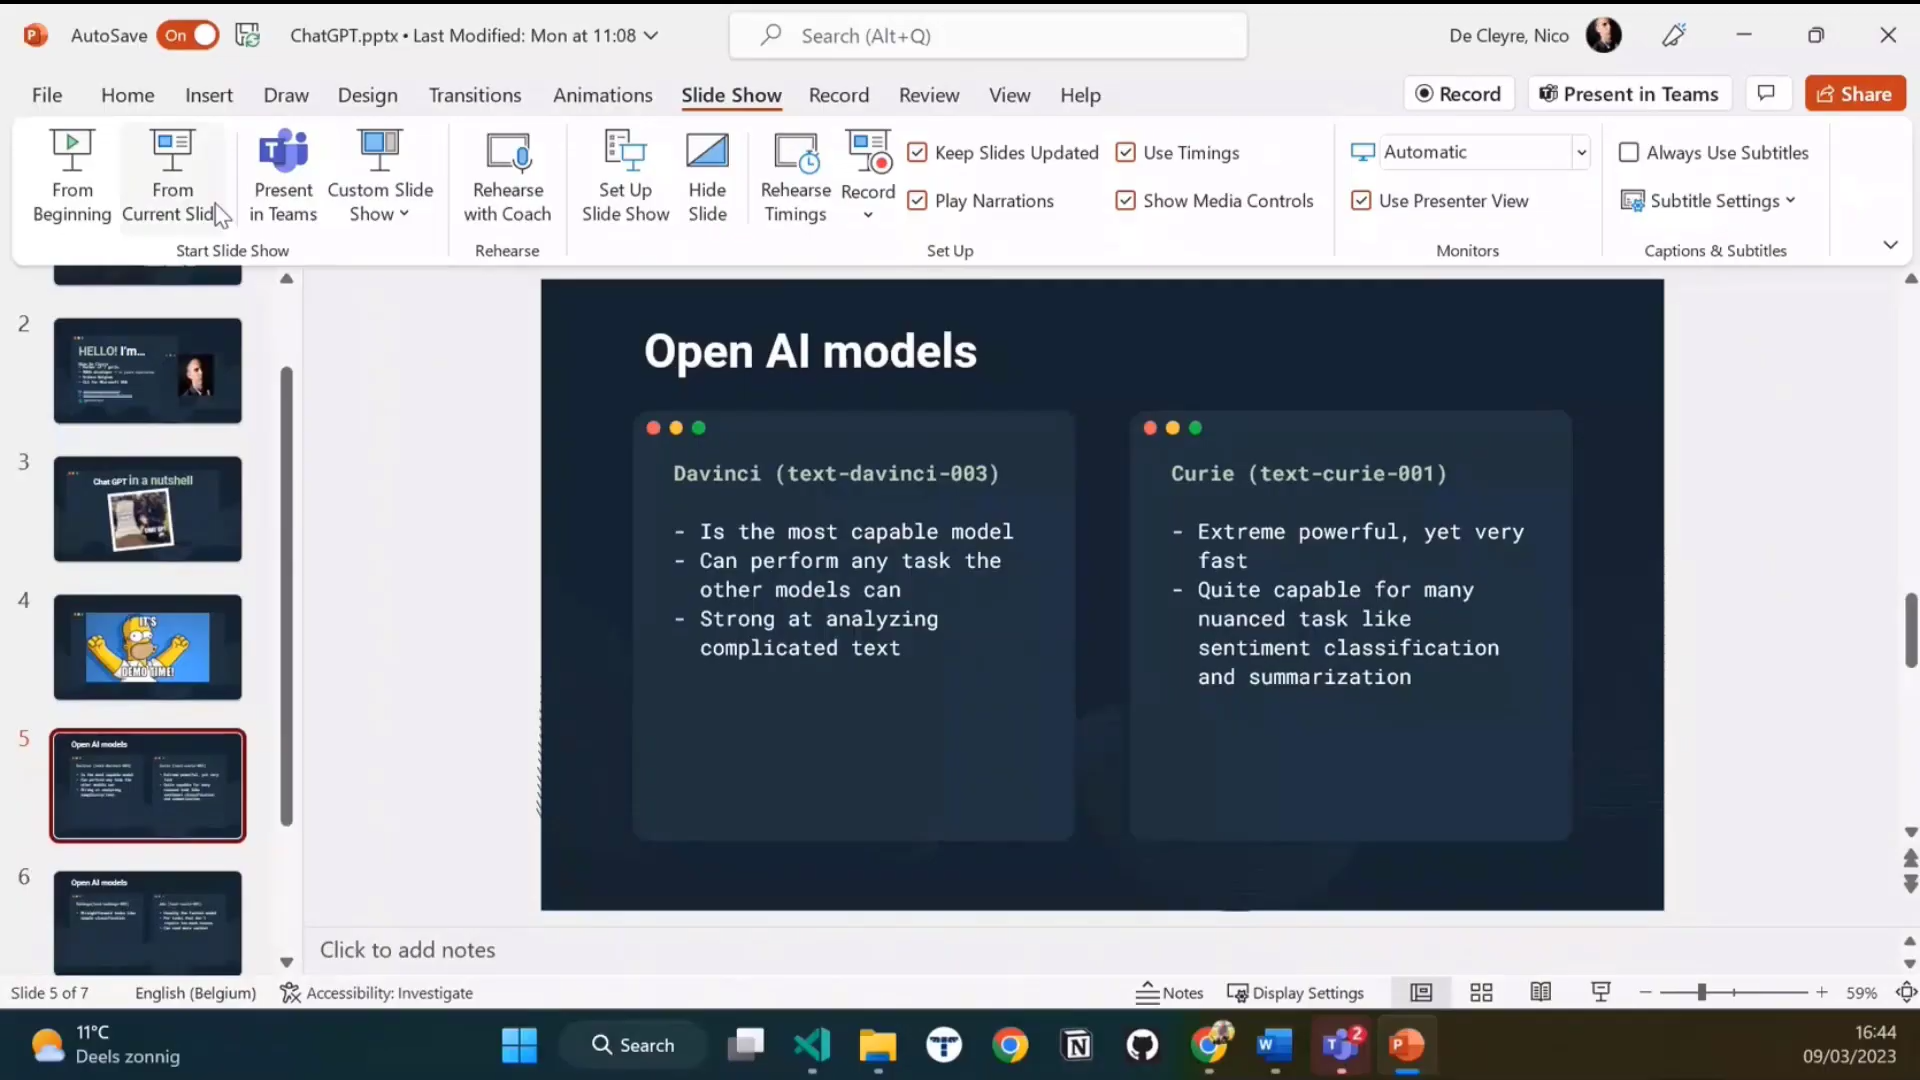 AutoSave On ChatGPT.pptx • Last Modified: Mon at 11:08 Search (Alt+Q) De Cleyre, Nico
File Home Insert Draw Design Transitions Animations Slide Show Record Review View Help Record Present in Teams Share
From Beginning
From Current Slid
Present in Teams
Custom Slide Show
Start Slide Show
Rehearse with Coach
Rehearse
Set Up Slide Show
Hide Slide
Rehearse Timings
Record
Keep Slides Updated
Play Narrations
Use Timings
Show Media Controls
Set Up
Automatic
Use Presenter View
Monitors
Always Use Subtitles
Subtitle Settings
Captions & Subtitles
2
HELLO! I'm...
3
Chat GPT in a nutshell
4
IT'S
DEMO TIME!
5
Open AI models
6
Open AI models
Open AI models
Davinci (text-davinci-003)
- Is the most capable model
- Can perform any task the
other models can
- Strong at analyzing
complicated text
Curie (text-curie-001)
- Extreme powerful, yet very
fast
- Quite capable for many
nuanced task like
sentiment classification
and summarization
Click to add notes
Slide 5 of 7 English (Belgium) Accessibility: Investigate Notes Display Settings 59%
11°C
Deels zonnig
Search
2
16:44
09/03/2023